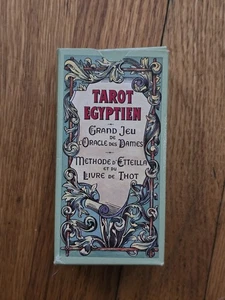 TAROT
EGYPTIEN
GRAND JEU
DE
L'ORACLE DES DAMES
METHODE D'ETTEILLA
ET DU
LIVRE DE THOT